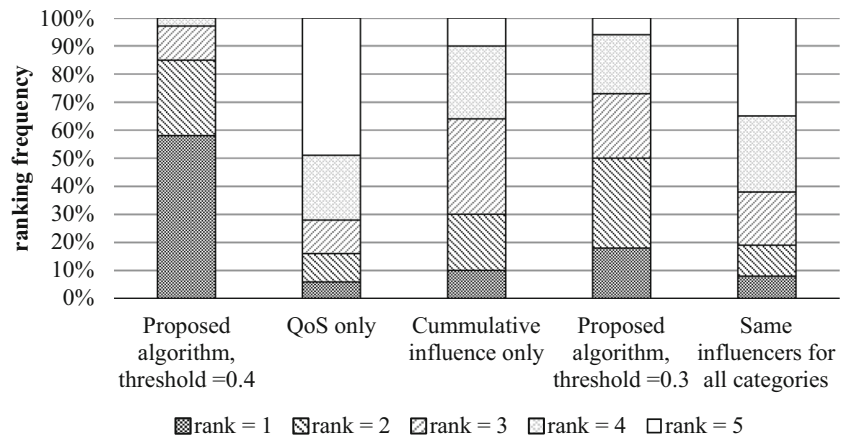 100%
90%
80%
70%
60%
50%
40%
30%
20%
10%
0%
ranking frequency
Proposed algorithm, threshold =0.4
QoS only
Cummulative influence only
Proposed algorithm, threshold =0.3
Same influencers for all categories
rank = 1 rank = 2 rank = 3 rank = 4 rank = 5